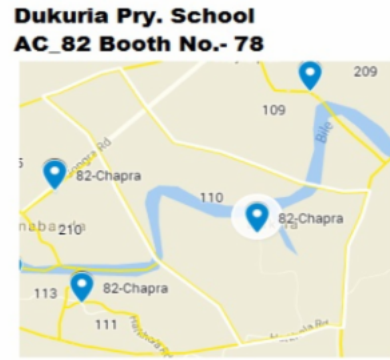 Dukuria Pry. School
AC_82 Booth No.- 78
209
109
Bile
82-Chapra
110
82-Chapra
210
113
82-Chapra
111